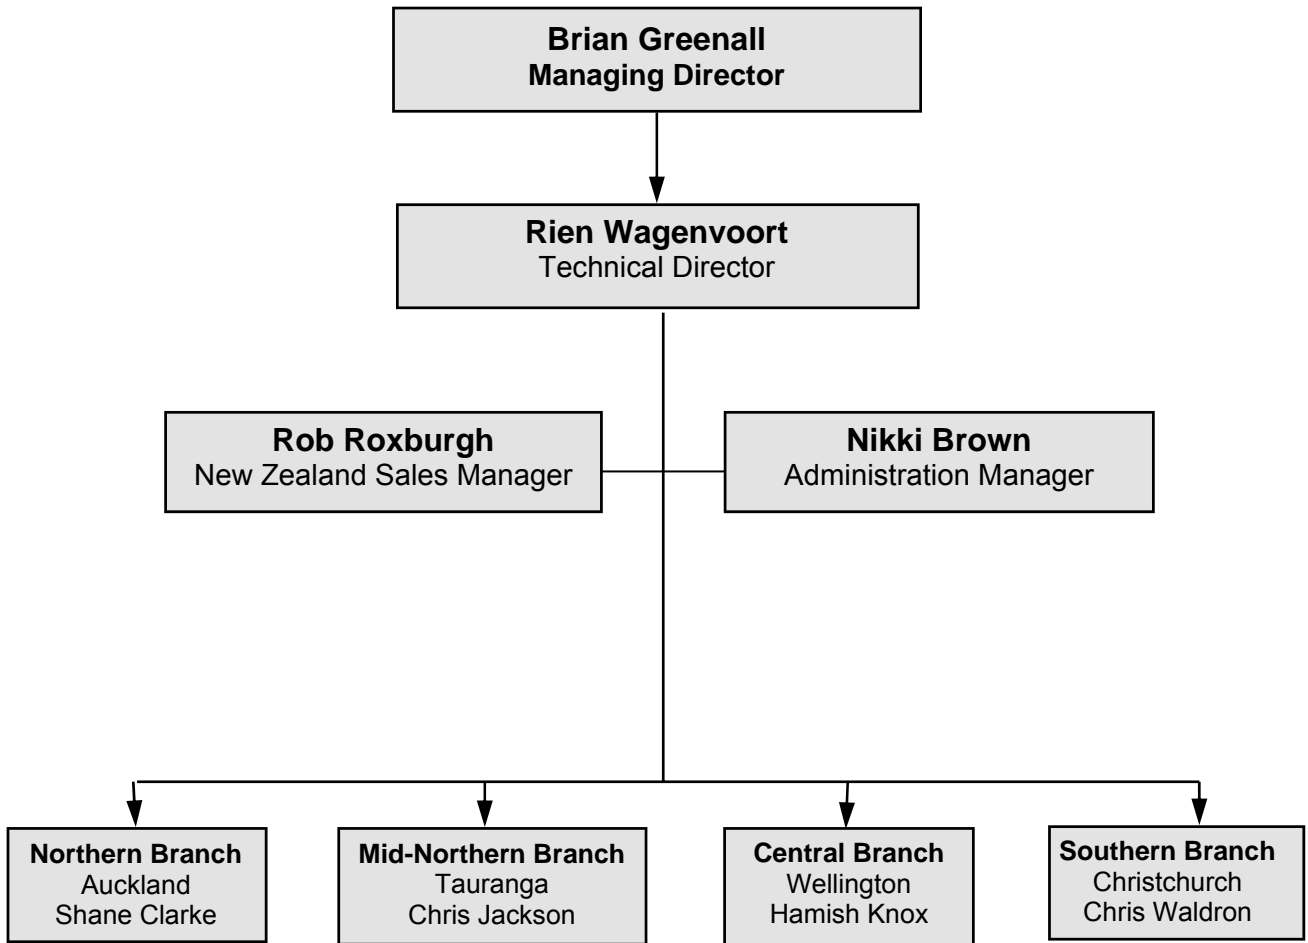 Brian Greenall
Managing Director
Rien Wagenvoort
Technical Director
Rob Roxburgh
New Zealand Sales Manager
Nikki Brown
Administration Manager
Northern Branch
Auckland
Shane Clarke
Mid-Northern Branch
Tauranga
Chris Jackson
Central Branch
Wellington
Hamish Knox
Southern Branch
Christchurch
Chris Waldron